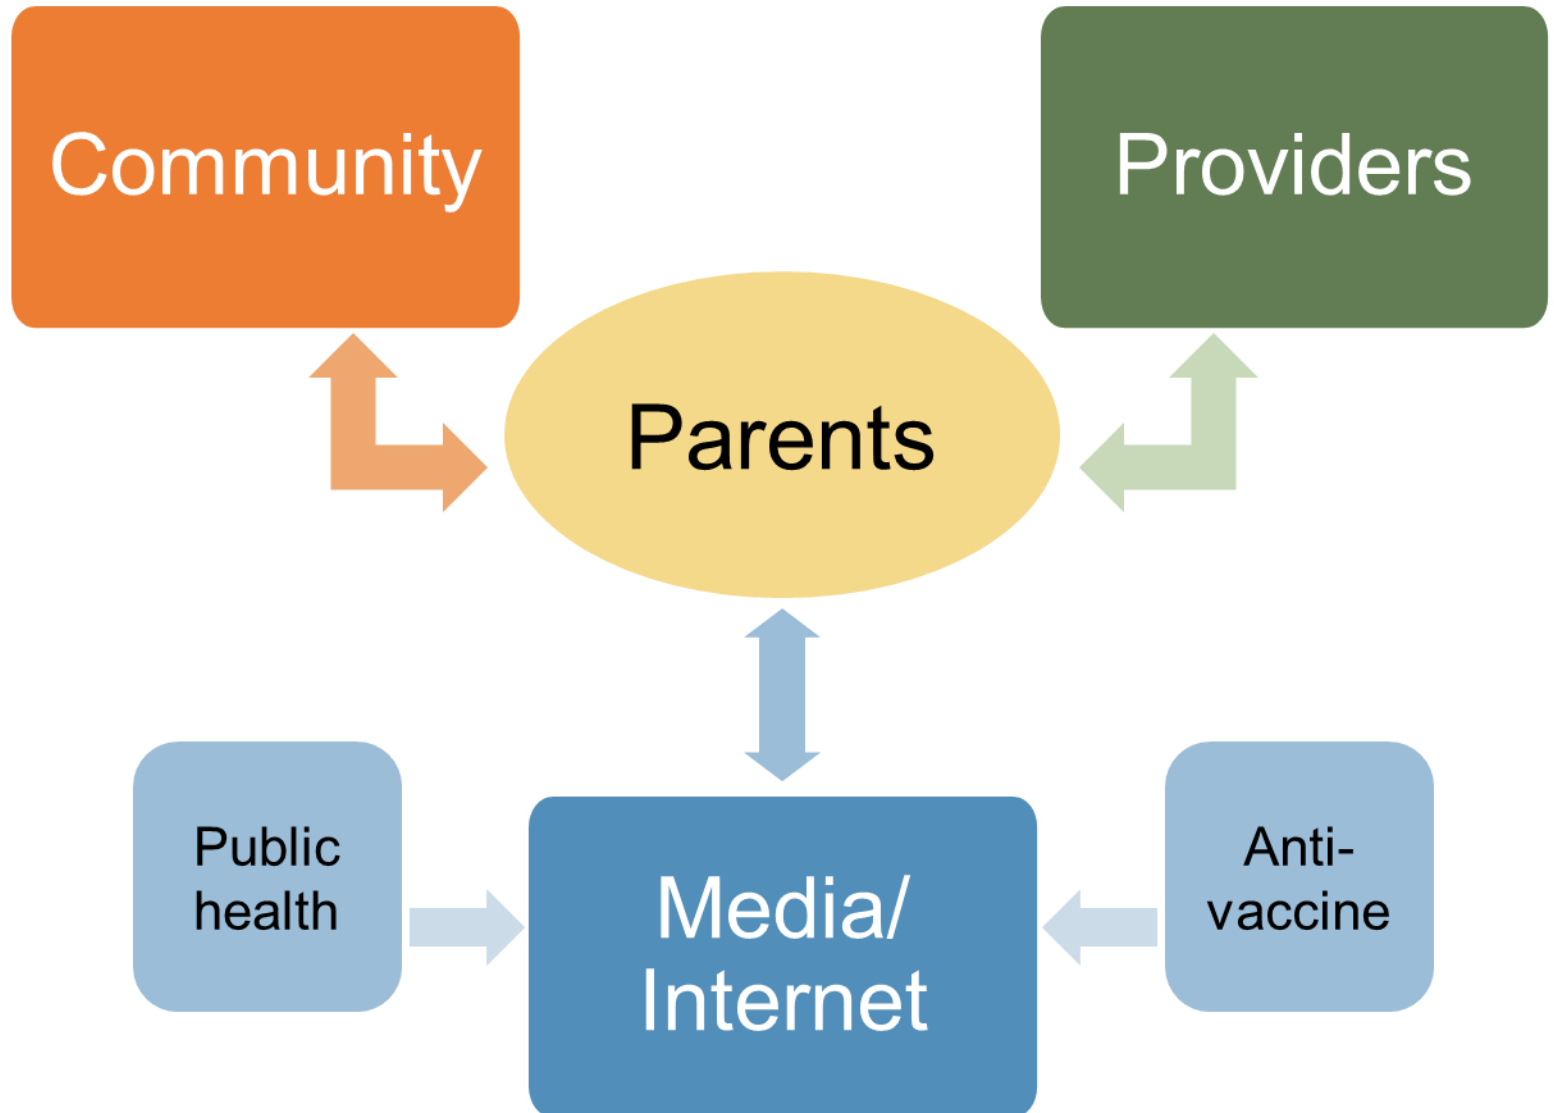 Community
Providers
Parents
Public
health
Media/
Internet
Anti-
vaccine